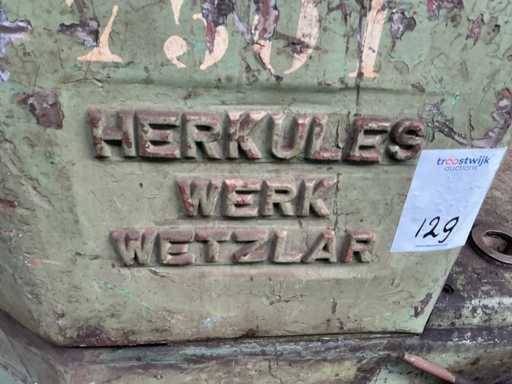 HERKULES
WERK
WETZLAR
troostwijk
auctions
129